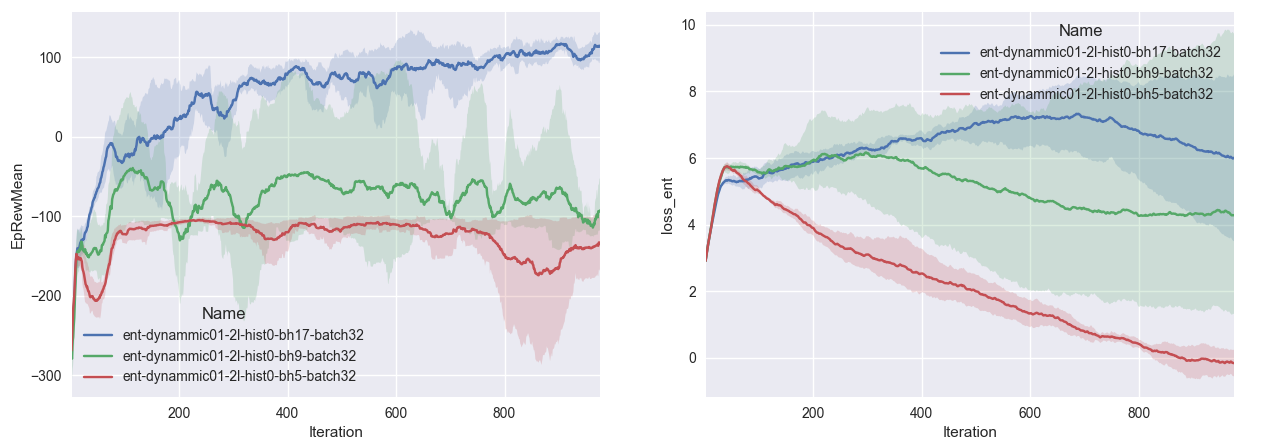 100
0
−100
−200
−300
EpRewMean
Name
ent-dynammic01-2l-hist0-bh17-batch32
ent-dynammic01-2l-hist0-bh9-batch32
ent-dynammic01-2l-hist0-bh5-batch32
200 400 600 800
Iteration
10
8
6
4
2
0
loss_ent
Name
ent-dynammic01-2l-hist0-bh17-batch32
ent-dynammic01-2l-hist0-bh9-batch32
ent-dynammic01-2l-hist0-bh5-batch32
200 400 600 800
Iteration